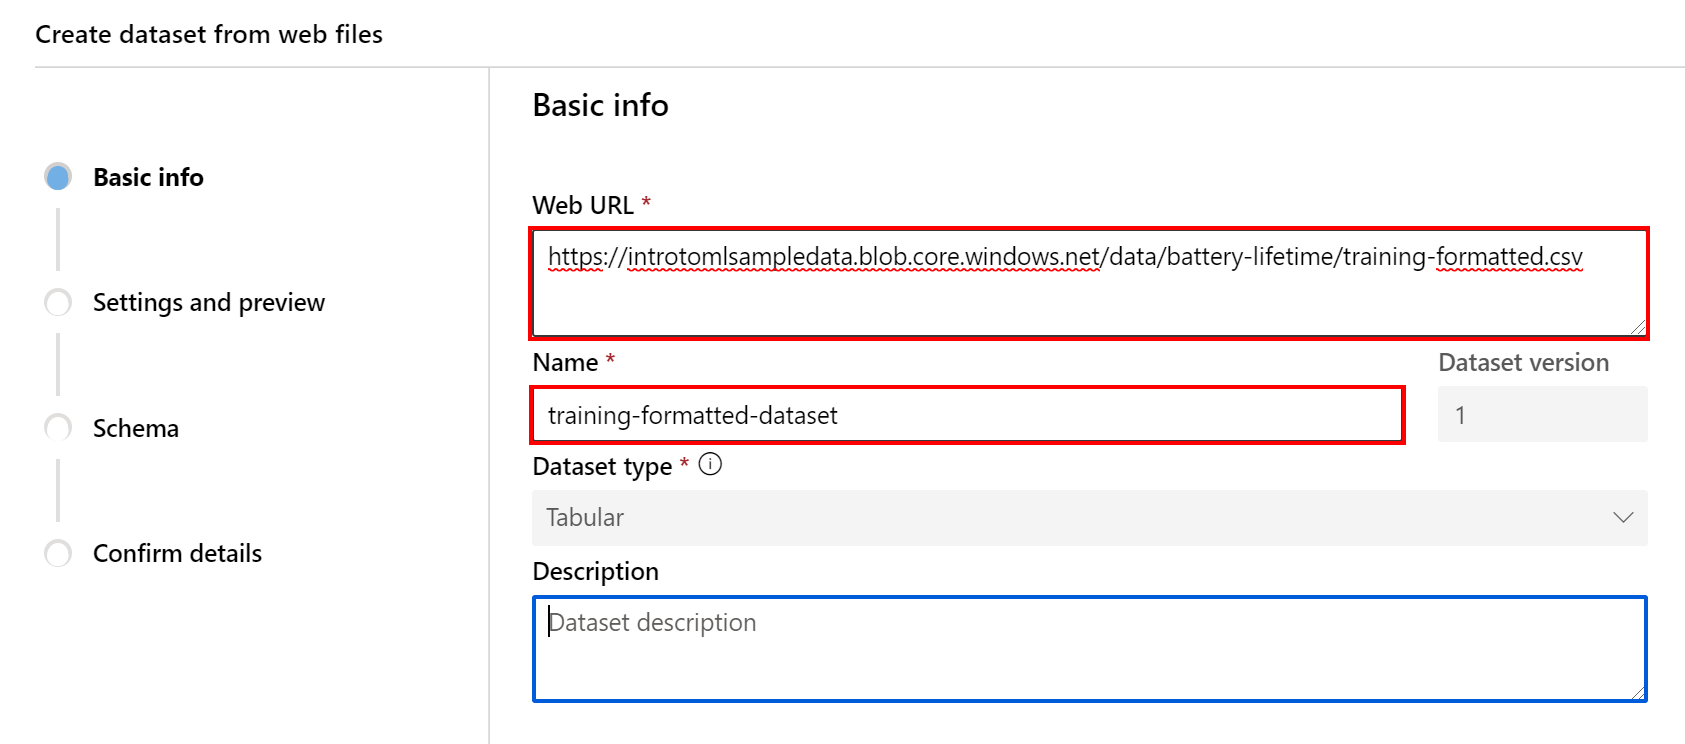 Create dataset from web files
Basic info
Settings and preview
Schema
Confirm details
Basic info
Web URL *
https://introtomlsampledata.blob.core.windows.net/data/battery-lifetime/training-formatted.csv
Name *
Dataset version
training-formatted-dataset
1
Dataset type *
Tabular
Description
Dataset description